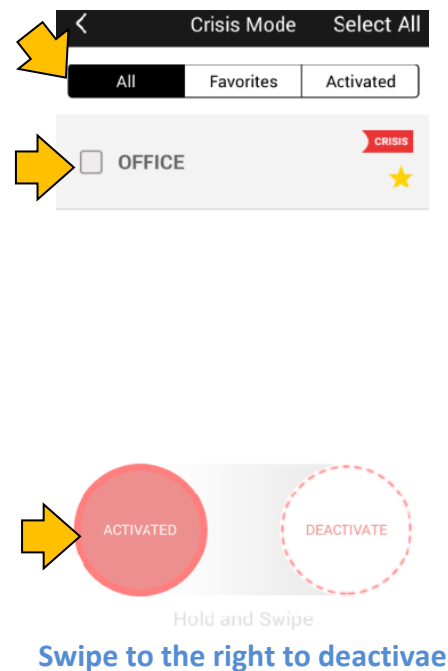 Crisis Mode Select All
All Favorites Activated
CRISIS
OFFICE
ACTIVATED DEACTIVATE
Hold and Swipe
Swipe to the right to deactivae